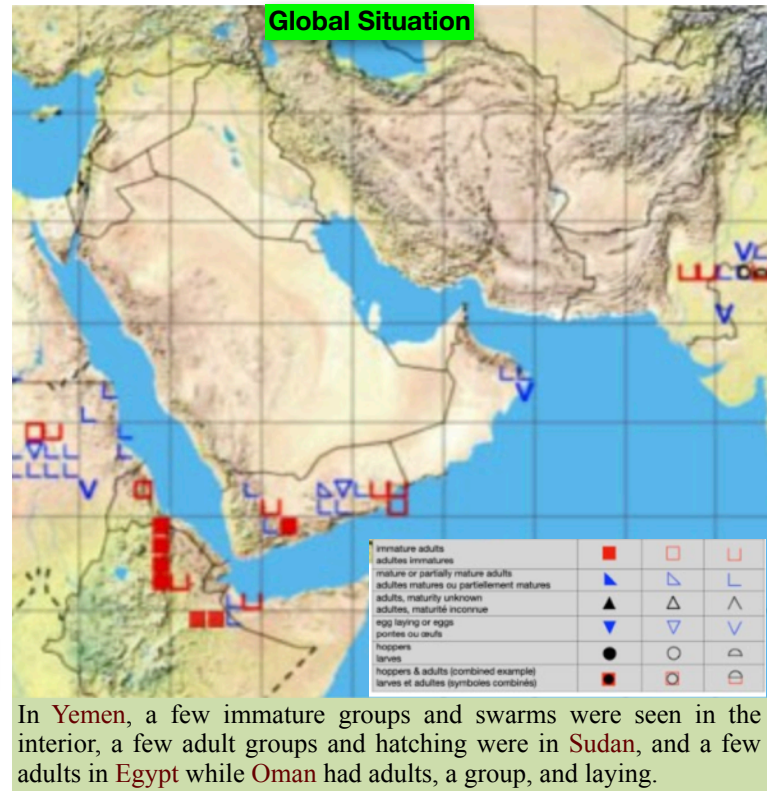 Global Situation
immature adults
adultes immatures
mature or partially mature adults
adultes matures ou partiellement matures
adults, maturity unknown
adultes, maturité inconnue
egg laying or eggs
pontes ou œufs
hoppers
larves
hoppers & adults (combined example)
larves et adultes (symboles combinés)
In Yemen, a few immature groups and swarms were seen in the
interior, a few adult groups and hatching were in Sudan, and a few
adults in Egypt while Oman had adults, a group, and laying.